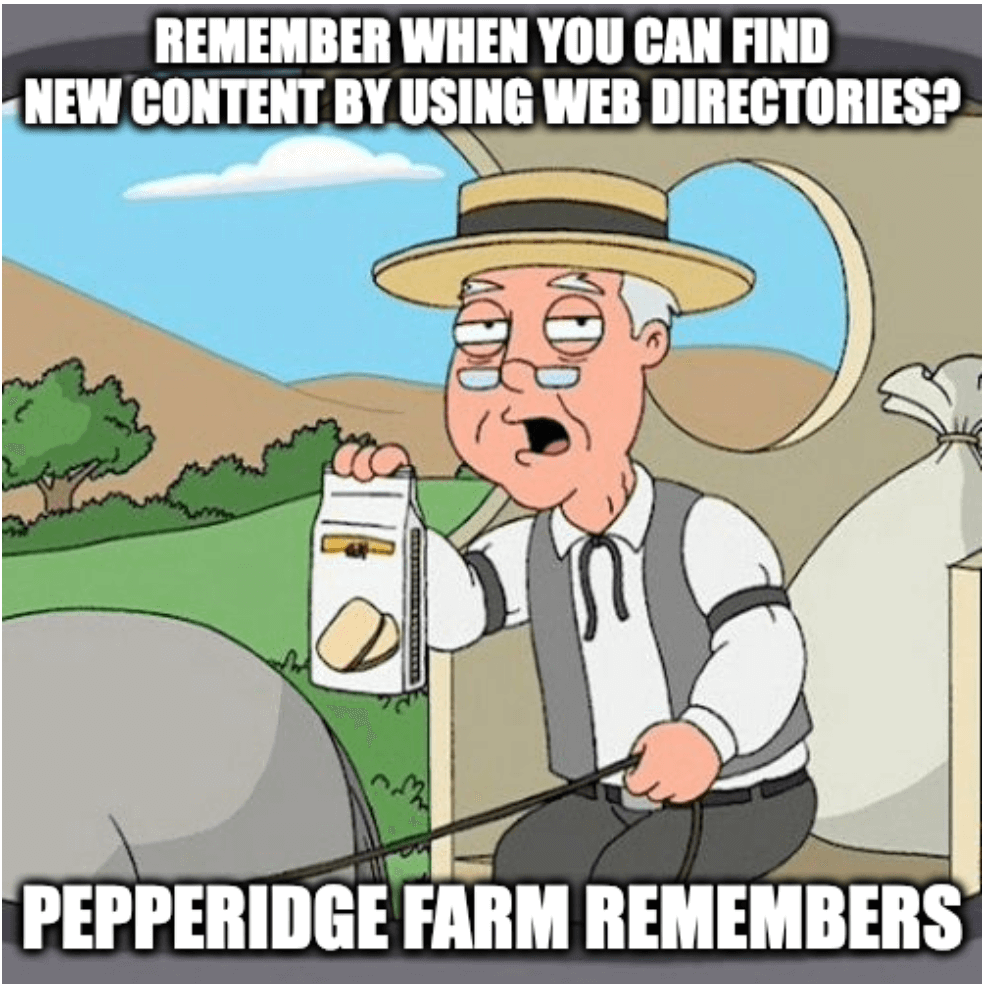 REMEMBER WHEN YOU CAN FIND
NEW CONTENT BY USING WEB DIRECTORIES?
PEPPERIDGE FARM REMEMBERS